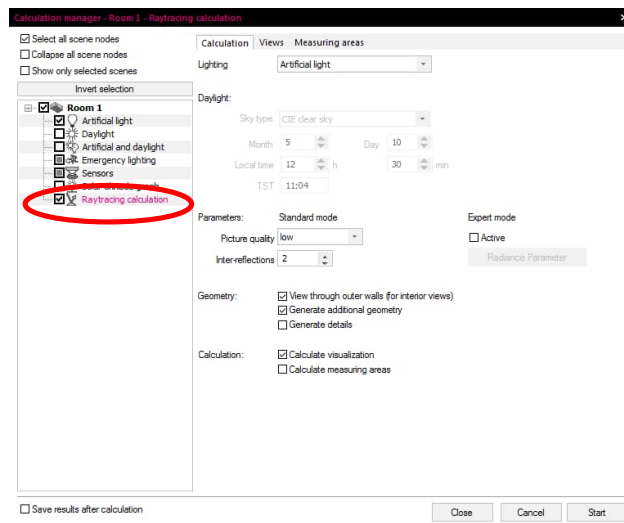 Calculation manager - Room 1 - Raytracing calculation
Select all scene nodes
Collapse all scene nodes
Show only selected scenes
Invert selection
Room 1
Artificial light
Daylight
Artificial and daylight
Emergency lighting
Sensors
Raytracing calculation
Save results after calculation
Calculation Views Measuring areas
Lighting Artificial light
Daylight:
Sky type CIE clear sky
Month 5 Day 10
Local time 12 h 30 min
TST 11:04
Parameters: Standard mode Expert mode
Picture quality low Active
Inter-reflections 2 Radiance Parameter
Geometry: View through outer walls (for interior views)
Generate additional geometry
Generate details
Calculation: Calculate visualization
Calculate measuring areas
Close Cancel Start